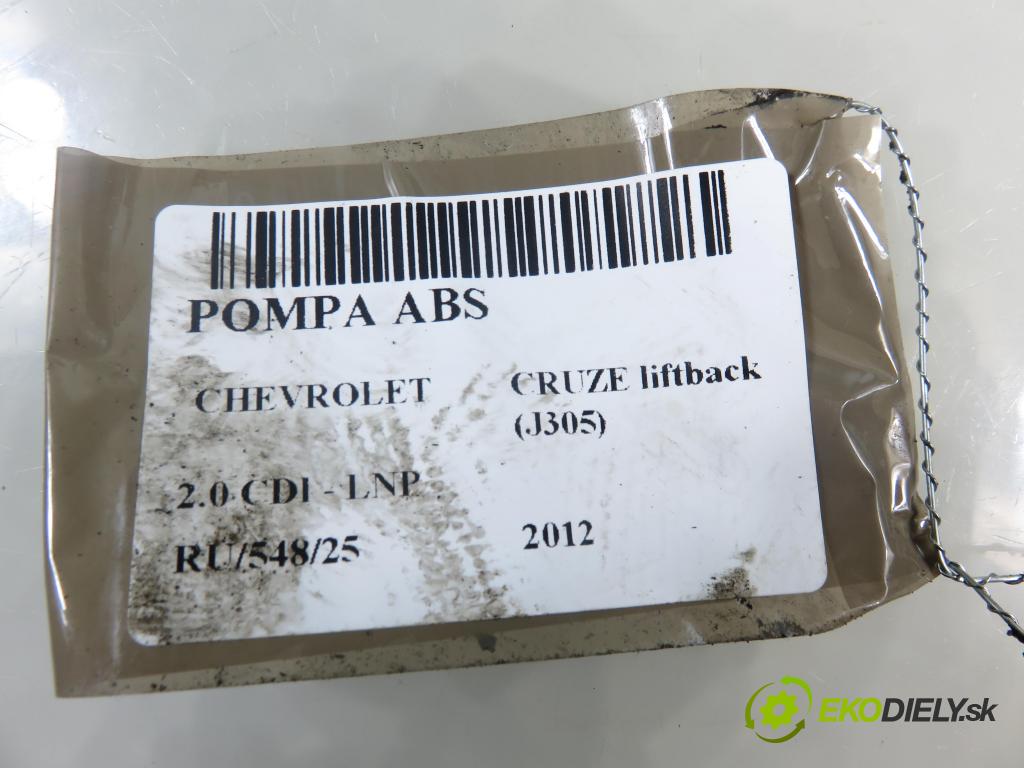 POMPA ABS
CHEVROLET CRUZE liftback
(J305)
2.0 CDI - LNP
RU/548/25 2012
EKODIELY.sk